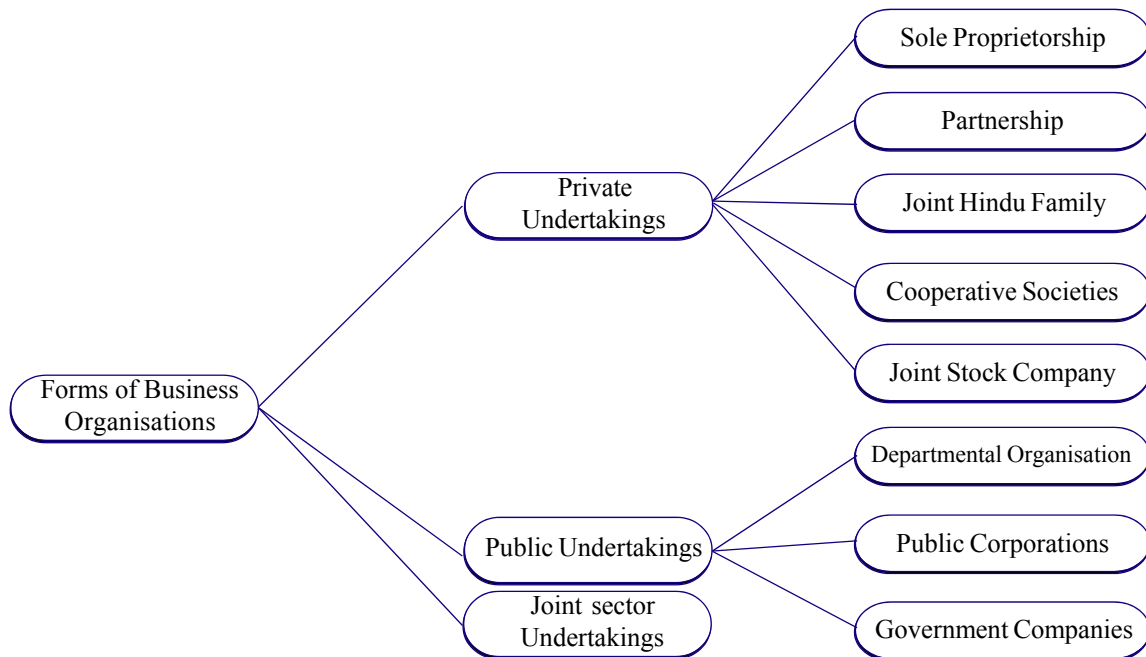 Sole Proprietorship
Partnership
Private
Undertakings
Joint Hindu Family
Cooperative Societies
Joint Stock Company
Forms of Business
Organisations
Departmental Organisation
Public Undertakings
Public Corporations
Joint sector
Undertakings
Government Companies